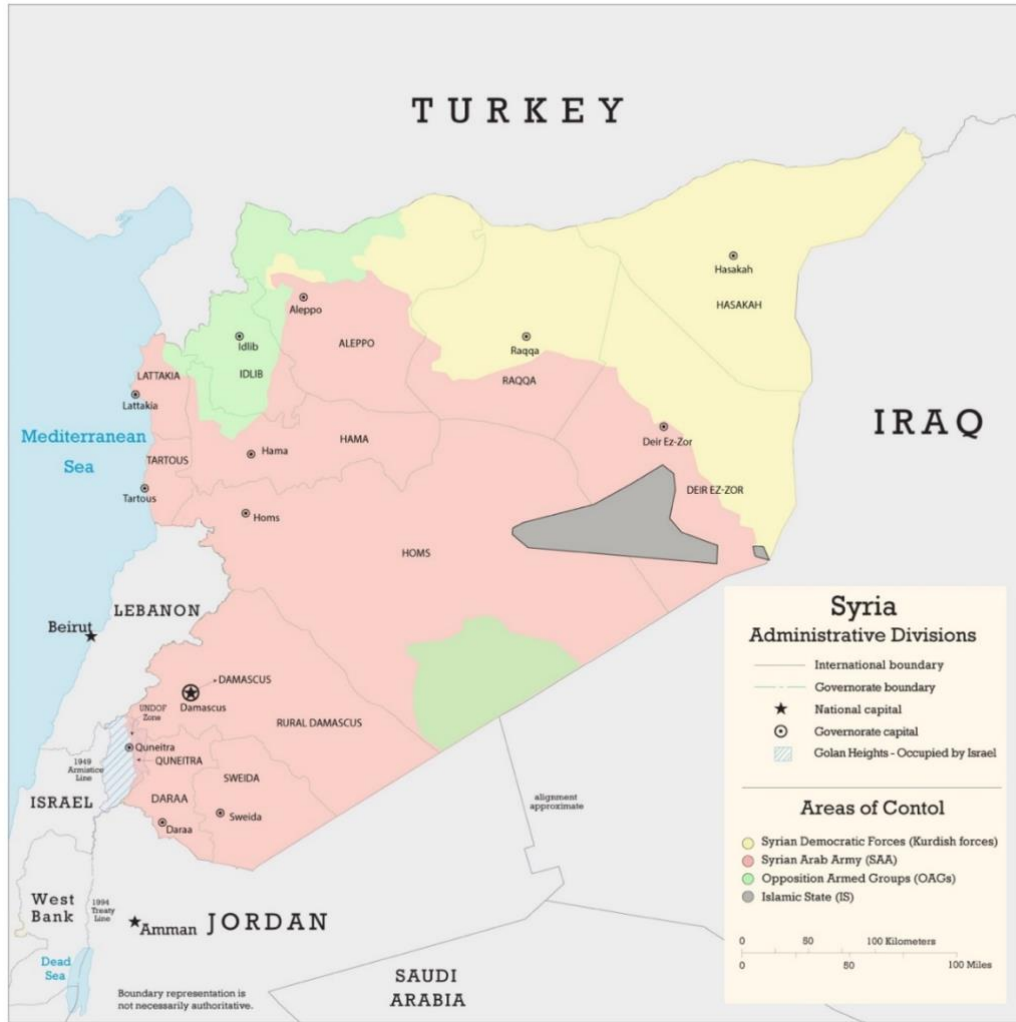 TURKEY
Hasakah
HASAKAH
Aleppo
Idlib
IDLIB
ALEPPO
Raqqa
RAQQA
LATTAKIA
Lattakia
IRAQ
Mediterranean
Sea
Deir Ez-Zor
HAMA
Hama
TARTOUS
Tartous
DEIR EZ-ZOR
Homs
HOMS
LEBANON
Beirut
DAMASCUS
Damascus
UNDOF
Zone
RURAL DAMASCUS
Quneitra
QUNEITRA
1949
Armistice
Line
SWEIDA
ISRAEL
DARAA
Sweida
Daraa
alignment
approximate
West
Bank
1994
Treaty
Line
Amman
JORDAN
Dead
Sea
SAUDI
ARABIA
Boundary representation is
not necessarily authoritative.
Syria
Administrative Divisions
International boundary
Governorate boundary
National capital
Governorate capital
Golan Heights - Occupied by Israel
Areas of Contol
Syrian Democratic Forces (Kurdish forces)
Syrian Arab Army (SAA)
Opposition Armed Groups (OAGs)
Islamic State (IS)
0 50 100 Kilometers
0 50 100 Miles